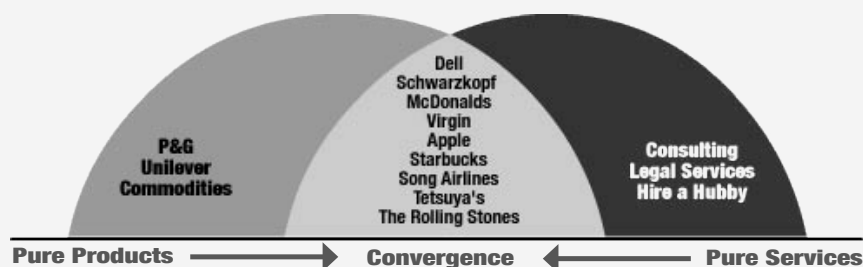 P&G
Unilever
Commodities
Dell
Schwarzkopf
McDonalds
Virgin
Apple
Starbucks
Song Airlines
Tetsuya's
The Rolling Stones
Consulting
Legal Services
Hire a Hubby
Pure Products
Convergence
Pure Services